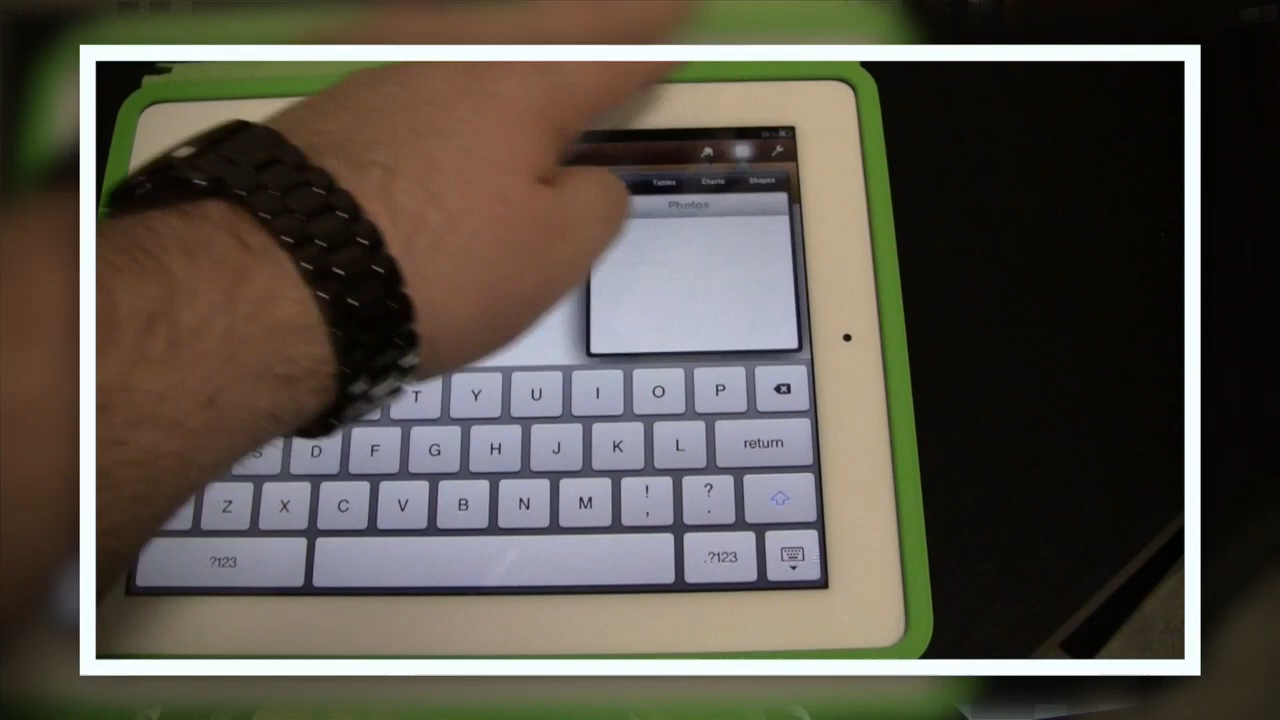 Tables Charts Shapes
Photos
T Y U I O P
S D F G H J K L return
Z X C V B N M ! , ? .
.?123 .?123